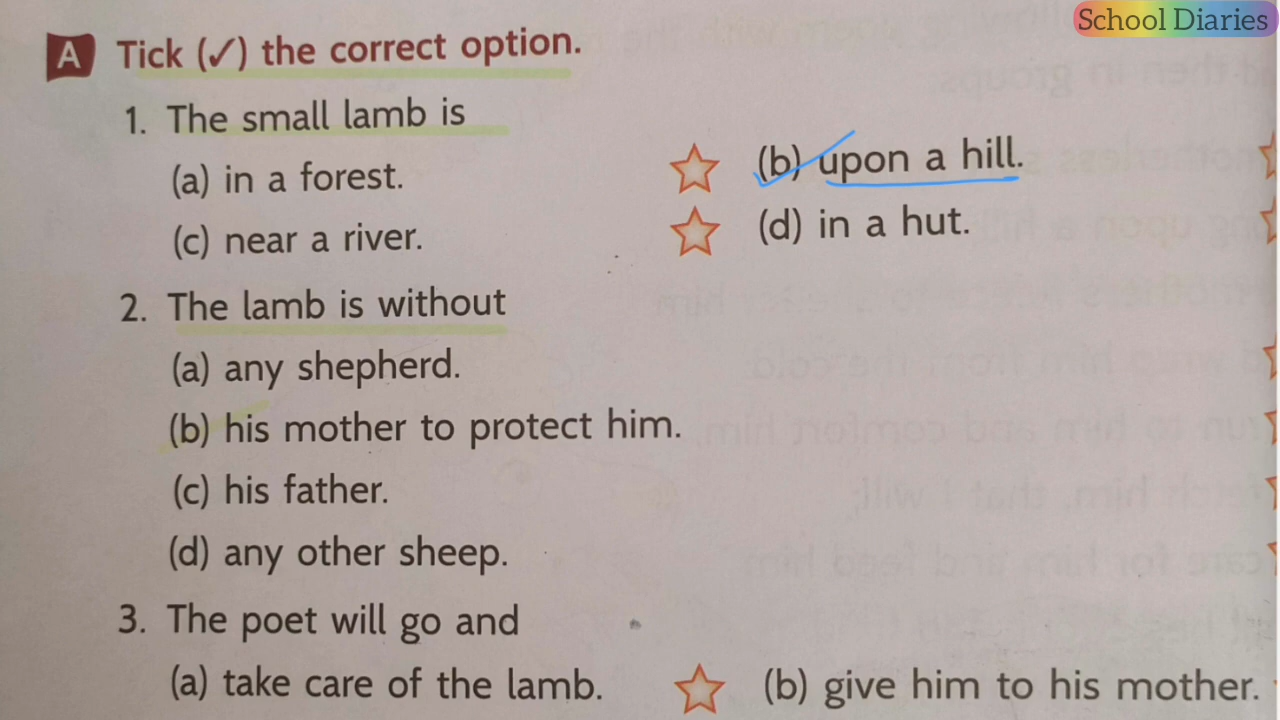 School Diaries
A Tick (✓) the correct option.
1. The small lamb is
(a) in a forest. (b) upon a hill.
(c) near a river. (d) in a hut.
2. The lamb is without
(a) any shepherd.
(b) his mother to protect him.
(c) his father.
(d) any other sheep.
3. The poet will go and
(a) take care of the lamb. (b) give him to his mother.